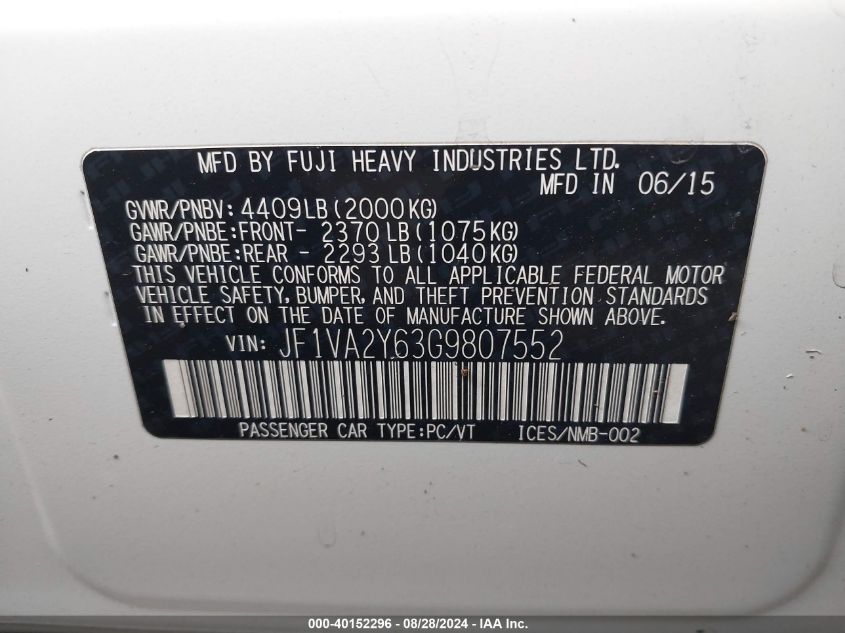 MFD BY FUJI HEAVY INDUSTRIES LTD.
MFD IN 06/15
GVWR/PNBV: 4409LB(2000KG)
GAWR/PNBE:FRONT- 2370LB(1075KG)
GAWR/PNBE:REAR - 2293LB(1040KG)
THIS VEHICLE CONFORMS TO ALL APPLICABLE FEDERAL MOTOR
VEHICLE SAFETY, BUMPER, AND THEFT PREVENTION STANDARDS
IN EFFECT ON THE DATE OF MANUFACTURE SHOWN ABOVE.
VIN: JF1VA2Y63G9807552
PASSENGER CAR TYPE:PC/VT ICES/NMB-002
000-40152296 - 08/28/2024 - IAA Inc.